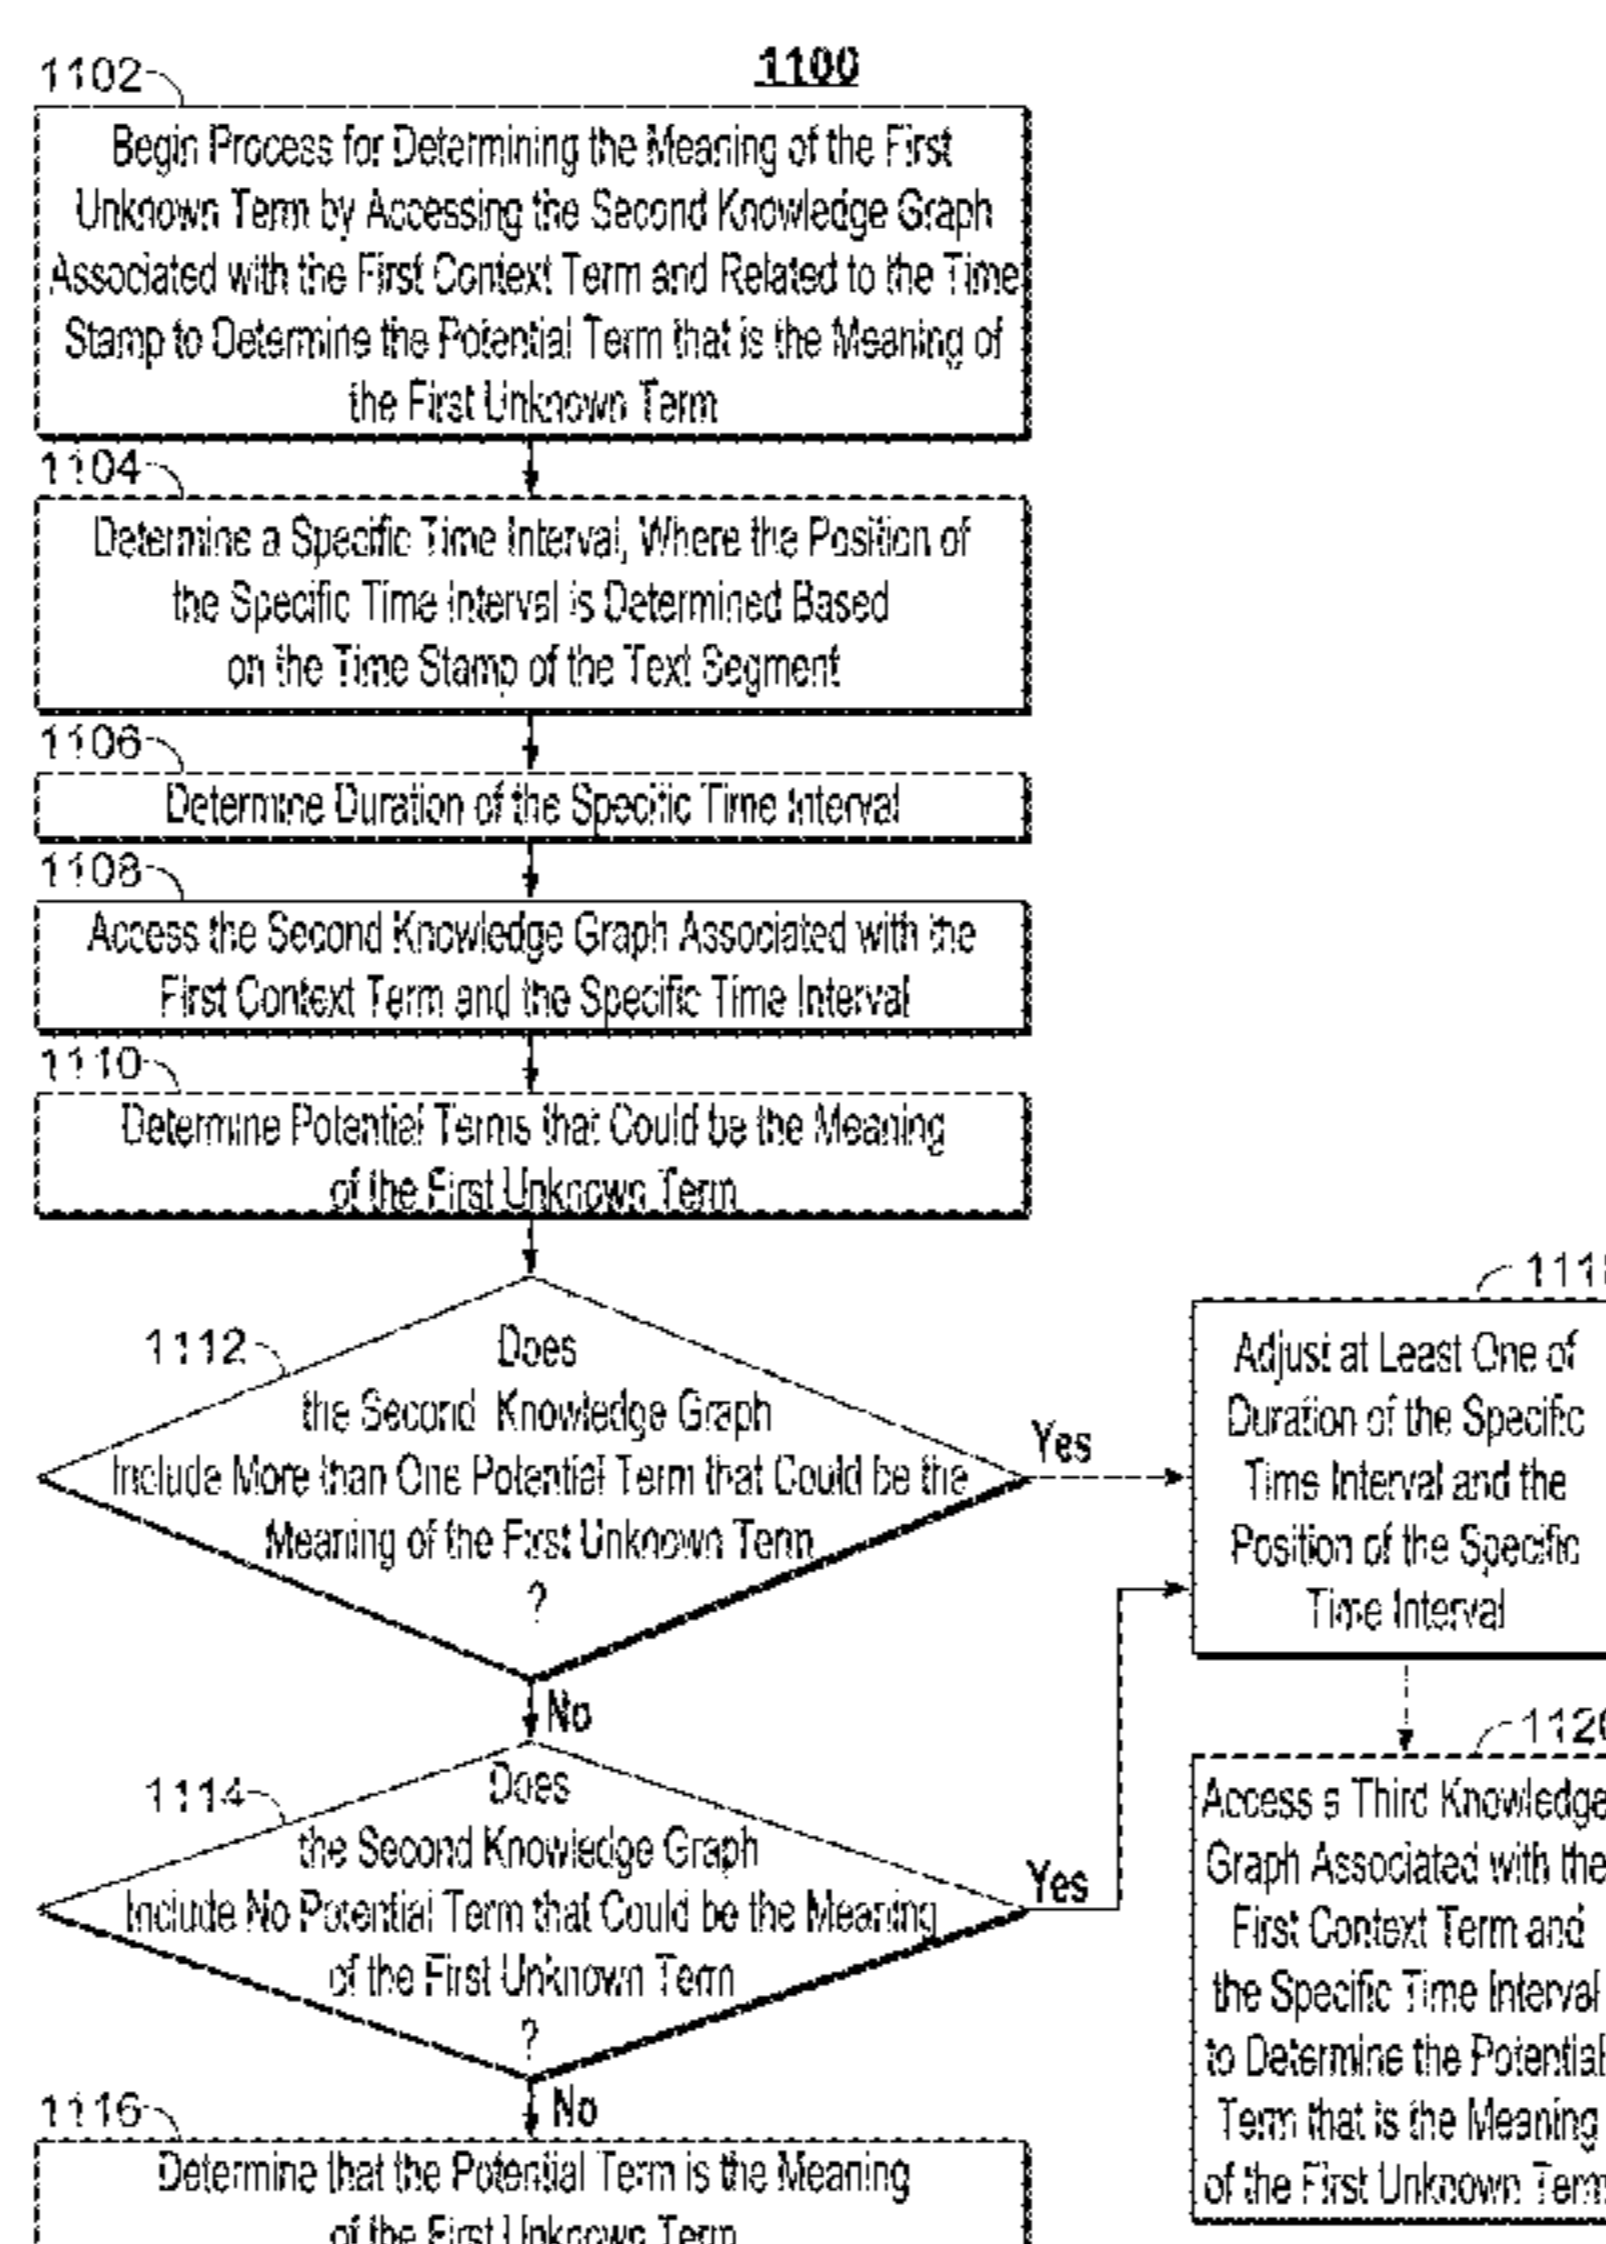 1100
1102
Begin Process for Determining the Meaning of the First
Unknown Term by Accessing the Second Knowledge Graph
Associated with the First Context Term and Related to the Time
Stamp to Determine the Potential Term that is the Meaning of
the First Unknown Term
1104
Determine a Specific Time Interval, Where the Position of
the Specific Time Interval is Determined Based
on the Time Stamp of the Text Segment
1106
Determine Duration of the Specific Time Interval
1108
Access the Second Knowledge Graph Associated with the
First Context Term and the Specific Time Interval
1110
Determine Potential Terms that Could be the Meaning
of the First Unknown Term
1112
Does
the Second Knowledge Graph
Include More than One Potential Term that Could be the
Meaning of the First Unknown Term
?
Yes
No
1114
Does
the Second Knowledge Graph
Include No Potential Term that Could be the Meaning
of the First Unknown Term
?
Yes
No
1116
Determine that the Potential Term is the Meaning
of the First Unknown Term
Adjust at Least One of
Duration of the Specific
Time Interval and the
Position of the Specific
Time Interval
1120
Access a Third Knowledge
Graph Associated with the
First Context Term and
the Specific Time Interval
to Determine the Potential
Term that is the Meaning
of the First Unknown Term